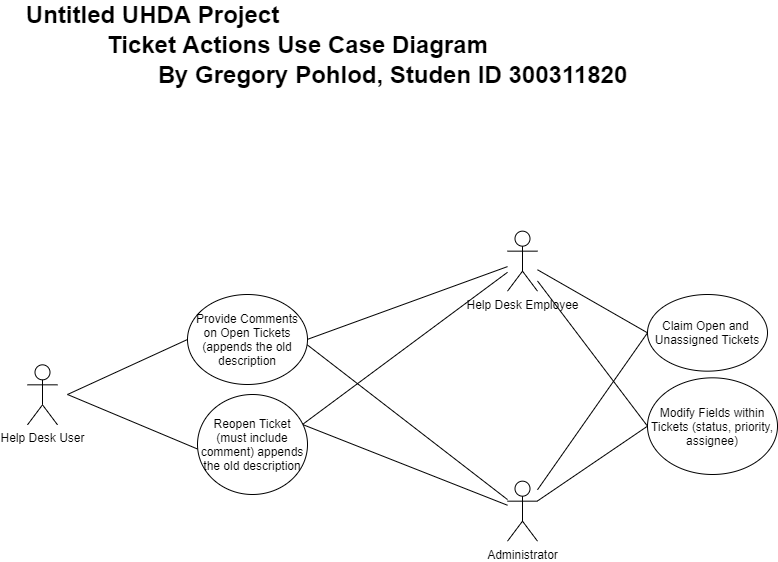 Untitled UHDA Project
Ticket Actions Use Case Diagram
By Gregory Pohlod, Studen ID 300311820
Help Desk Employee
Provide Comments
on Open Tickets
(appends the old
description
Claim Open and
Unassigned Tickets
Help Desk User
Reopen Ticket
(must include
comment) appends
the old description
Modify Fields within
Tickets (status, priority,
assignee)
Administrator